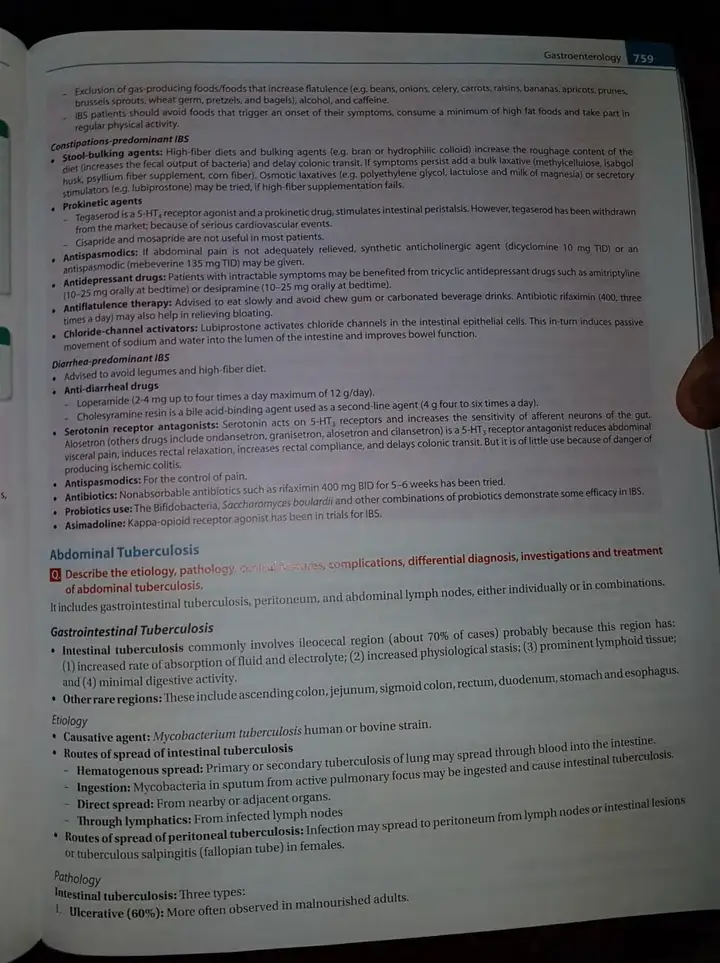 Gastroenterology 759
– Exclusion of gas-producing foods/foods that increase flatulence (e.g. beans, onions, celery, carrots, raisins, bananas, apricots, prunes,
brussels sprouts, wheat germ, pretzels, and bagels), alcohol, and caffeine.
– IBS patients should avoid foods that trigger an onset of their symptoms, consume a minimum of high fat foods and take part in
regular physical activity.
Constipations-predominant IBS
• Stool-bulking agents: High-fiber diets and bulking agents (e.g. bran or hydrophilic colloid) increase the roughage content of the
diet (increases the fecal output of bacteria) and delay colonic transit. If symptoms persist add a bulk laxative (methylcellulose, isabgol
husk, psyllium fiber supplement, corn fiber). Osmotic laxatives (e.g. polyethylene glycol, lactulose and milk of magnesia) or secretory
stimulators (e.g. lubiprostone) may be tried, if high-fiber supplementation fails.
• Prokinetic agents
– Tegaserod is a 5-HT4 receptor agonist and a prokinetic drug, stimulates intestinal peristalsis. However, tegaserod has been withdrawn
from the market; because of serious cardiovascular events.
– Cisapride and mosapride are not useful in most patients.
• Antispasmodics: If abdominal pain is not adequately relieved, synthetic anticholinergic agent (dicyclomine 10 mg TID) or an
antispasmodic (mebeverine 135 mg TID) may be given.
• Antidepressant drugs: Patients with intractable symptoms may be benefited from tricyclic antidepressant drugs such as amitriptyline
(10–25 mg orally at bedtime) or desipramine (10–25 mg orally at bedtime).
• Antiflatulence therapy: Advised to eat slowly and avoid chew gum or carbonated beverage drinks. Antibiotic rifaximin (400, three
times a day) may also help in relieving bloating.
• Chloride-channel activators: Lubiprostone activates chloride channels in the intestinal epithelial cells. This in-turn induces passive
movement of sodium and water into the lumen of the intestine and improves bowel function.
Diarrhea-predominant IBS
• Advised to avoid legumes and high-fiber diet.
• Anti-diarrheal drugs
– Loperamide (2-4 mg up to four times a day maximum of 12 g/day).
– Cholesyramine resin is a bile acid-binding agent used as a second-line agent (4 g four to six times a day).
• Serotonin receptor antagonists: Serotonin acts on 5-HT3 receptors and increases the sensitivity of afferent neurons of the gut.
Alosetron (others drugs include ondansetron, granisetron, alosetron and cilansetron) is a 5-HT3 receptor antagonist reduces abdominal
visceral pain, induces rectal relaxation, increases rectal compliance, and delays colonic transit. But it is of little use because of danger of
producing ischemic colitis.
• Antispasmodics: For the control of pain.
• Antibiotics: Nonabsorbable antibiotics such as rifaximin 400 mg BID for 5–6 weeks has been tried.
• Probiotics use: The Bifidobacteria, Saccharomyces boulardii and other combinations of probiotics demonstrate some efficacy in IBS.
• Asimadoline: Kappa-opioid receptor agonist has been in trials for IBS.
s,
Abdominal Tuberculosis
Q. Describe the etiology, pathology, complications, differential diagnosis, investigations and treatment
of abdominal tuberculosis.
It includes gastrointestinal tuberculosis, peritoneum, and abdominal lymph nodes, either individually or in combinations.
Gastrointestinal Tuberculosis
• Intestinal tuberculosis commonly involves ileocecal region (about 70% of cases) probably because this region has:
(1) increased rate of absorption of fluid and electrolyte; (2) increased physiological stasis; (3) prominent lymphoid tissue;
and (4) minimal digestive activity.
• Other rare regions: These include ascending colon, jejunum, sigmoid colon, rectum, duodenum, stomach and esophagus.
Etiology
• Causative agent: Mycobacterium tuberculosis human or bovine strain.
• Routes of spread of intestinal tuberculosis
– Hematogenous spread: Primary or secondary tuberculosis of lung may spread through blood into the intestine.
– Ingestion: Mycobacteria in sputum from active pulmonary focus may be ingested and cause intestinal tuberculosis.
– Direct spread: From nearby or adjacent organs.
– Through lymphatics: From infected lymph nodes
• Routes of spread of peritoneal tuberculosis: Infection may spread to peritoneum from lymph nodes or intestinal lesions
or tuberculous salpingitis (fallopian tube) in females.
Pathology
Intestinal tuberculosis: Three types:
1. Ulcerative (60%): More often observed in malnourished adults.